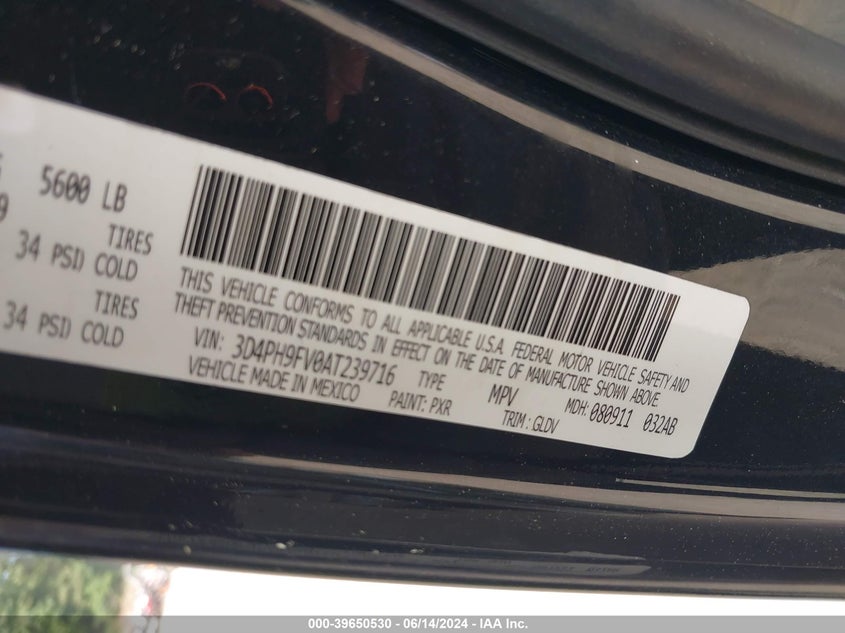 5600 LB
TIRES
34 PSI) COLD
TIRES
34 PSI) COLD
THIS VEHICLE CONFORMS TO ALL APPLICABLE U.S.A. FEDERAL MOTOR VEHICLE SAFETY AND
THEFT PREVENTION STANDARDS IN EFFECT ON THE DATE OF MANUFACTURE SHOWN ABOVE.
VIN: 3D4PH9FV0AT239716 TYPE MPV MDH: 080911 032AB
VEHICLE MADE IN MEXICO PAINT: PXR TRIM: GLDV
000-39650530 - 06/14/2024 - IAA Inc.